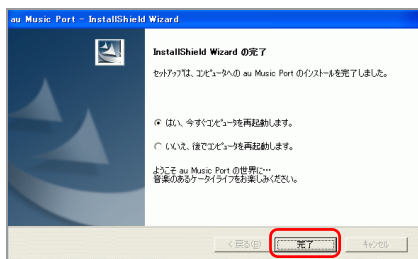 au Music Port - InstallShield Wizard
InstallShield Wizard の完了
セットアップは、コンピュータへの au Music Port のインストールを完了しました。
はい、今すぐコンピュータを再起動します。
いいえ、後でコンピュータを再起動します。
ようこそ au Music Port の世界に…
音楽のあるケータイライフをお楽しみください。
< 戻る(B)
完了
キャンセル